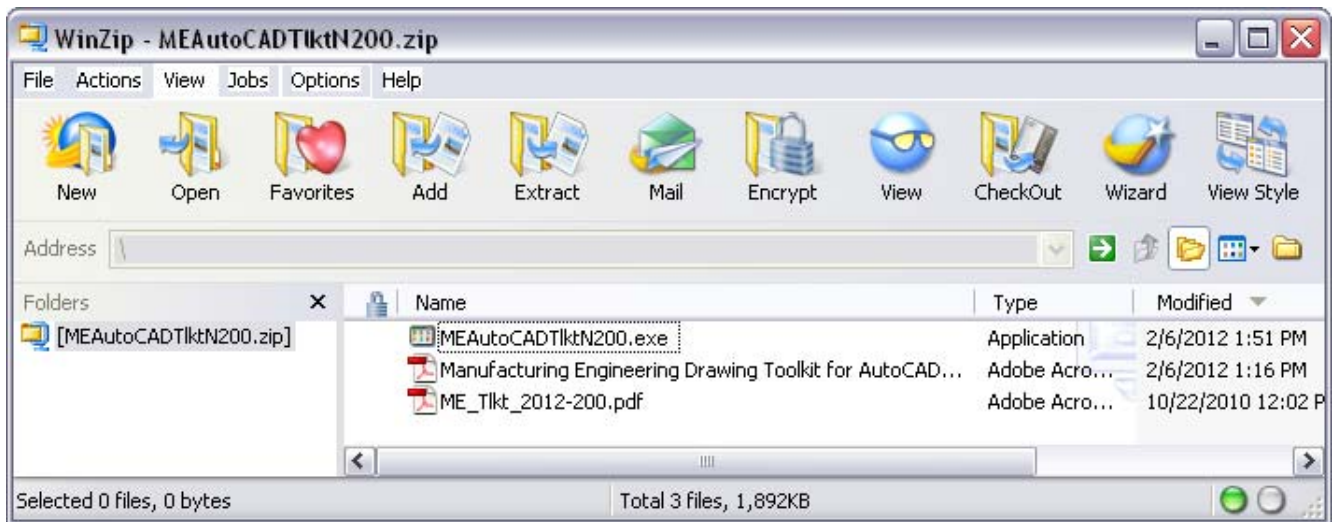 WinZip - MEAutoCADTlktN200.zip
File Actions View Jobs Options Help
New Open Favorites Add Extract Mail Encrypt View CheckOut Wizard View Style
Address \
Folders X Name Type Modified
[MEAutoCADTlktN200.zip] MEAutoCADTlktN200.exe Application 2/6/2012 1:51 PM
Manufacturing Engineering Drawing Toolkit for AutoCAD... Adobe Acro... 2/6/2012 1:16 PM
ME_Tlkt_2012-200.pdf Adobe Acro... 10/22/2010 12:02 P
Selected 0 files, 0 bytes Total 3 files, 1,892KB